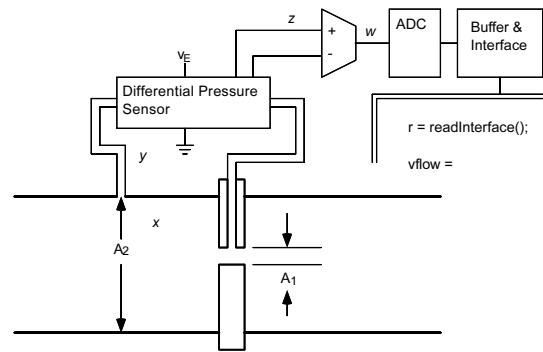 z
w
+
-
ADC
Buffer &
Interface
vE
Differential Pressure
Sensor
r = readInterface();
vflow =
y
x
A2
A1